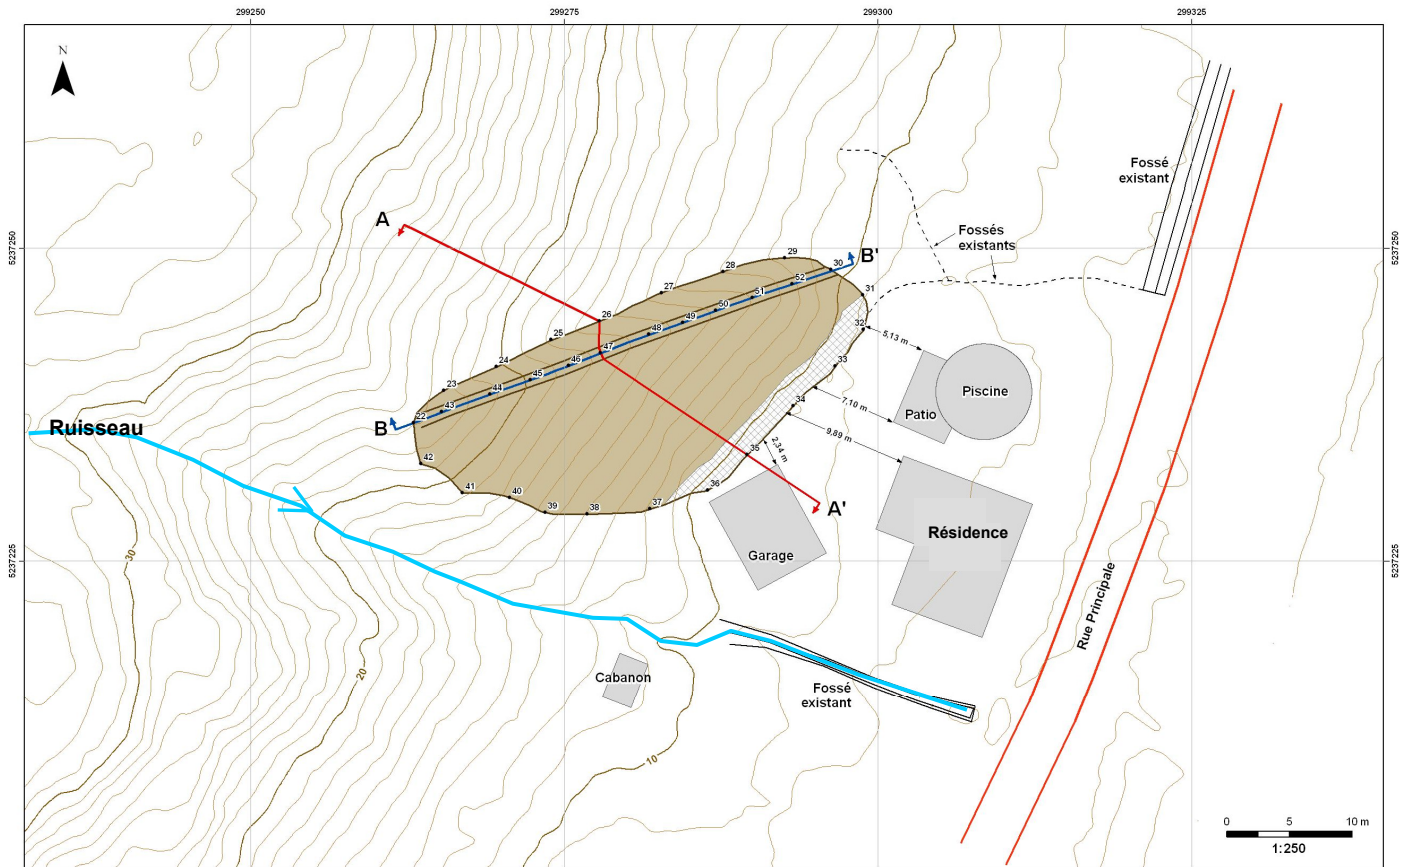 299250
299275
299300
299325
N
5237250
5237250
5237225
5237225
A
B'
B
A'
Fossé
existant
Fossés
existants
29
28
30
52
27
51
31
50
26
49
32
48
25
47
33
24
46
45
23
44
34
43
22
35
42
36
41
40
37
39
38
5,13 m
7,10 m
9,89 m
2,34 m
Patio
Piscine
Ruisseau
Résidence
Garage
Rue Principale
30
20
10
Cabanon
Fossé
existant
0 5 10 m
1:250